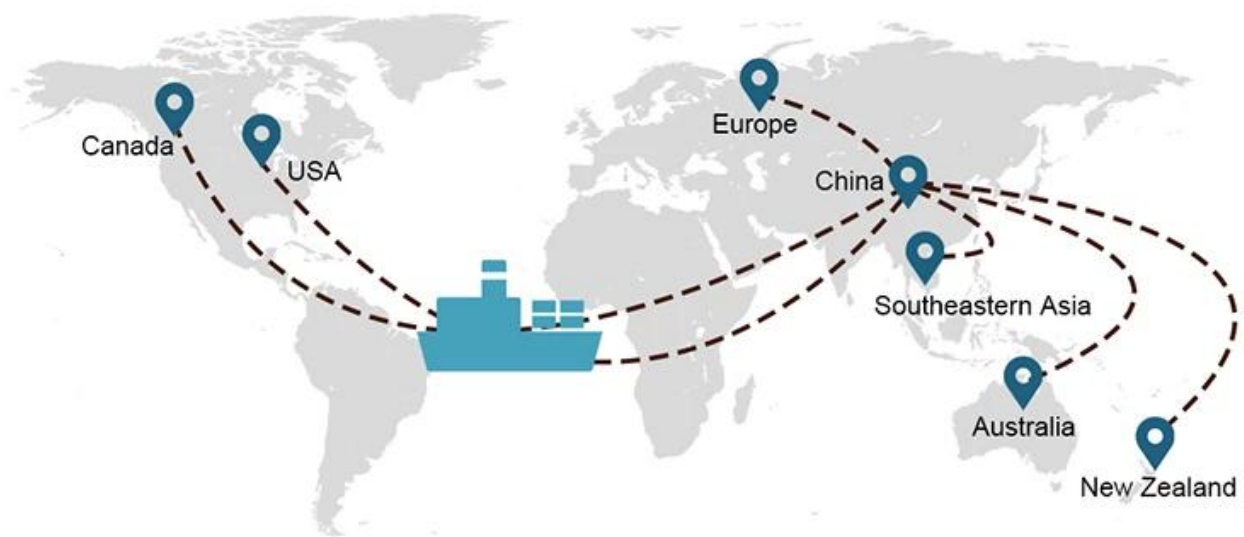 Canada
USA
Europe
China
Southeastern Asia
Australia
New Zealand